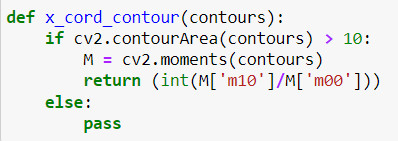 def x_cord_contour(contours):
    if cv2.contourArea(contours) > 10:
        M = cv2.moments(contours)
        return (int(M['m10']/M['m00']))
    else:
        pass